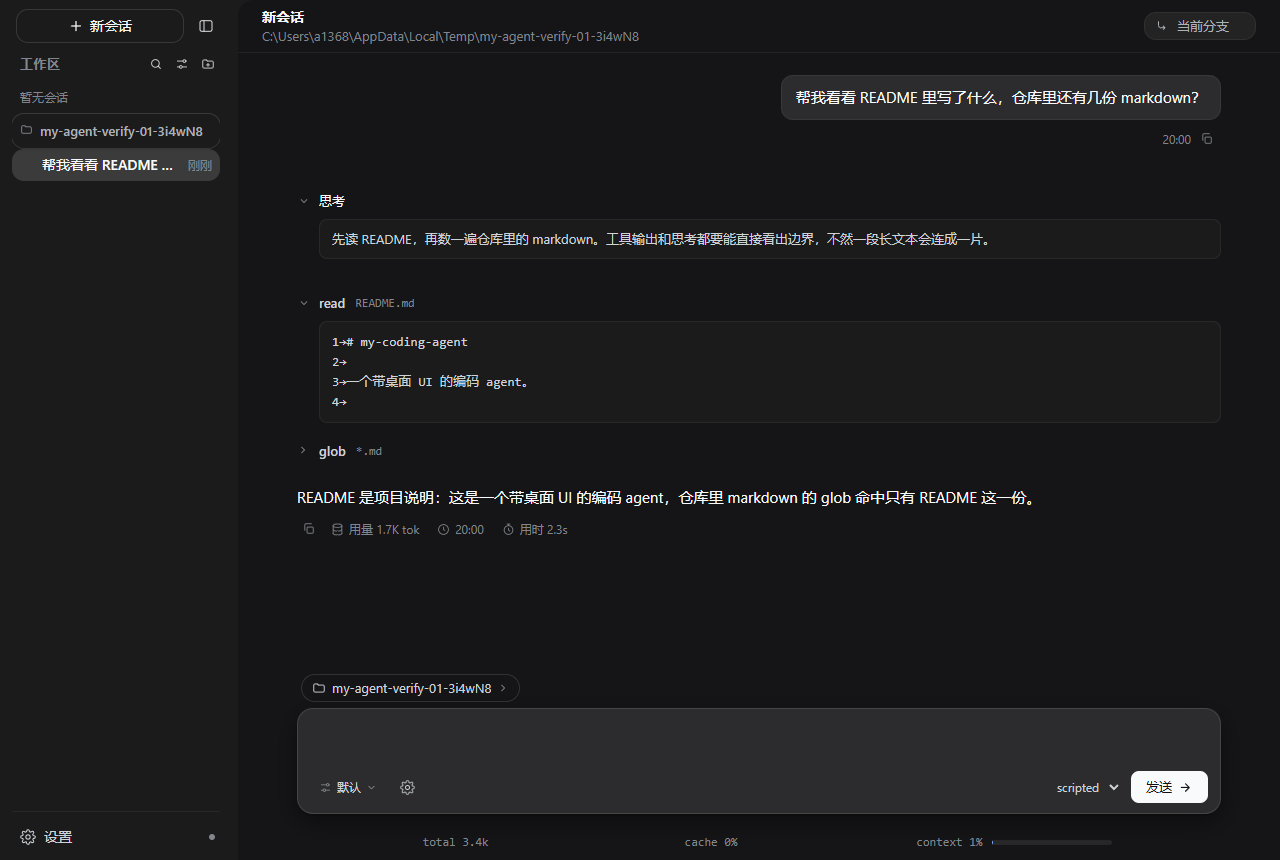 新会话
工作区
暂无会话
my-agent-verify-01-3i4wN8
帮我看看 README ... 刚刚
设置
新会话
C:\Users\a1368\AppData\Local\Temp\my-agent-verify-01-3i4wN8
当前分支
帮我看看 README 里写了什么，仓库里还有几份 markdown？
20:00
思考
先读 README，再数一遍仓库里的 markdown。工具输出和思考都要能直接看出边界，不然一段长文本会连成一片。
read README.md
1→# my-coding-agent
2→
3→一个带桌面 UI 的编码 agent。
4→
glob *.md
README 是项目说明：这是一个带桌面 UI 的编码 agent，仓库里 markdown 的 glob 命中只有 README 这一份。
用量 1.7K tok 20:00 用时 2.3s
my-agent-verify-01-3i4wN8
默认 scripted 发送 →
total 3.4k cache 0% context 1%